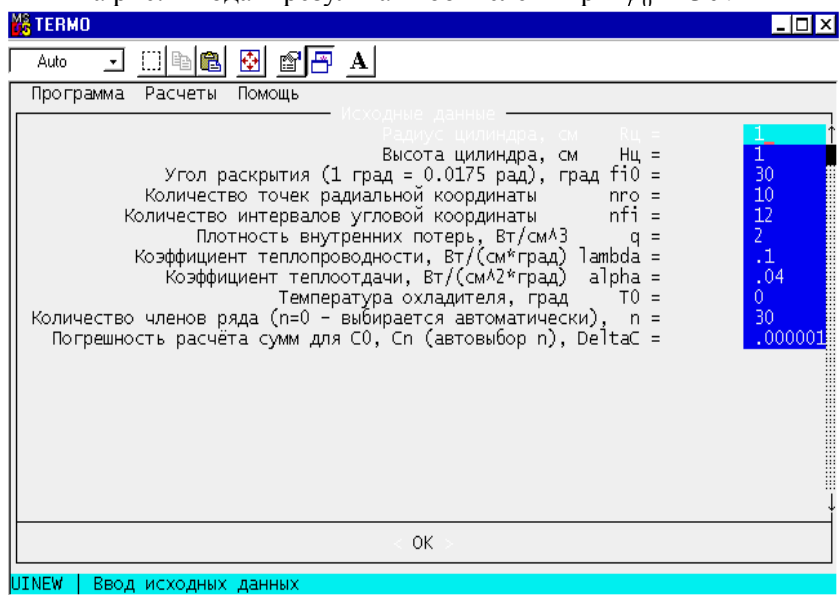 TERMO
Auto
A
Программа Расчеты Помощь
Исходные данные
Радиус цилиндра, см Rц = 1
Высота цилиндра, см Hц = 1
Угол раскрытия (1 град = 0.0175 рад), град fi0 = 30
Количество точек радиальной координаты nro = 10
Количество интервалов угловой координаты nfi = 12
Плотность внутренних потерь, Вт/см^3 q = 2
Коэффициент теплопроводности, Вт/(см*град) lambda = .1
Коэффициент теплоотдачи, Вт/(см^2*град) alpha = .04
Температура охладителя, град T0 = 0
Количество членов ряда (n=0 - выбирается автоматически), n = 30
Погрешность расчёта сумм для C0, Cn (автовыбор n), DeltaC = .000001
< OK >
UINEW | Ввод исходных данных